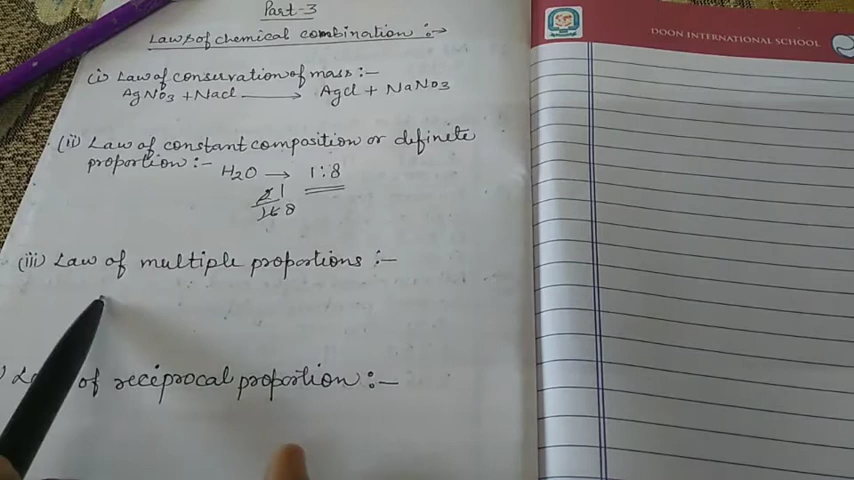 Part-3
Laws of chemical combination :→
(i) Law of conservation of mass :-
AgNO3 + NaCl ⟶ AgCl + NaNO3
(ii) Law of constant composition or definite
proportion :- H2O → 1:8
2 1
16 8
(iii) Law of multiple proportions :-
of reciprocal proportion :-
DOON INTERNATIONAL SCHOOL